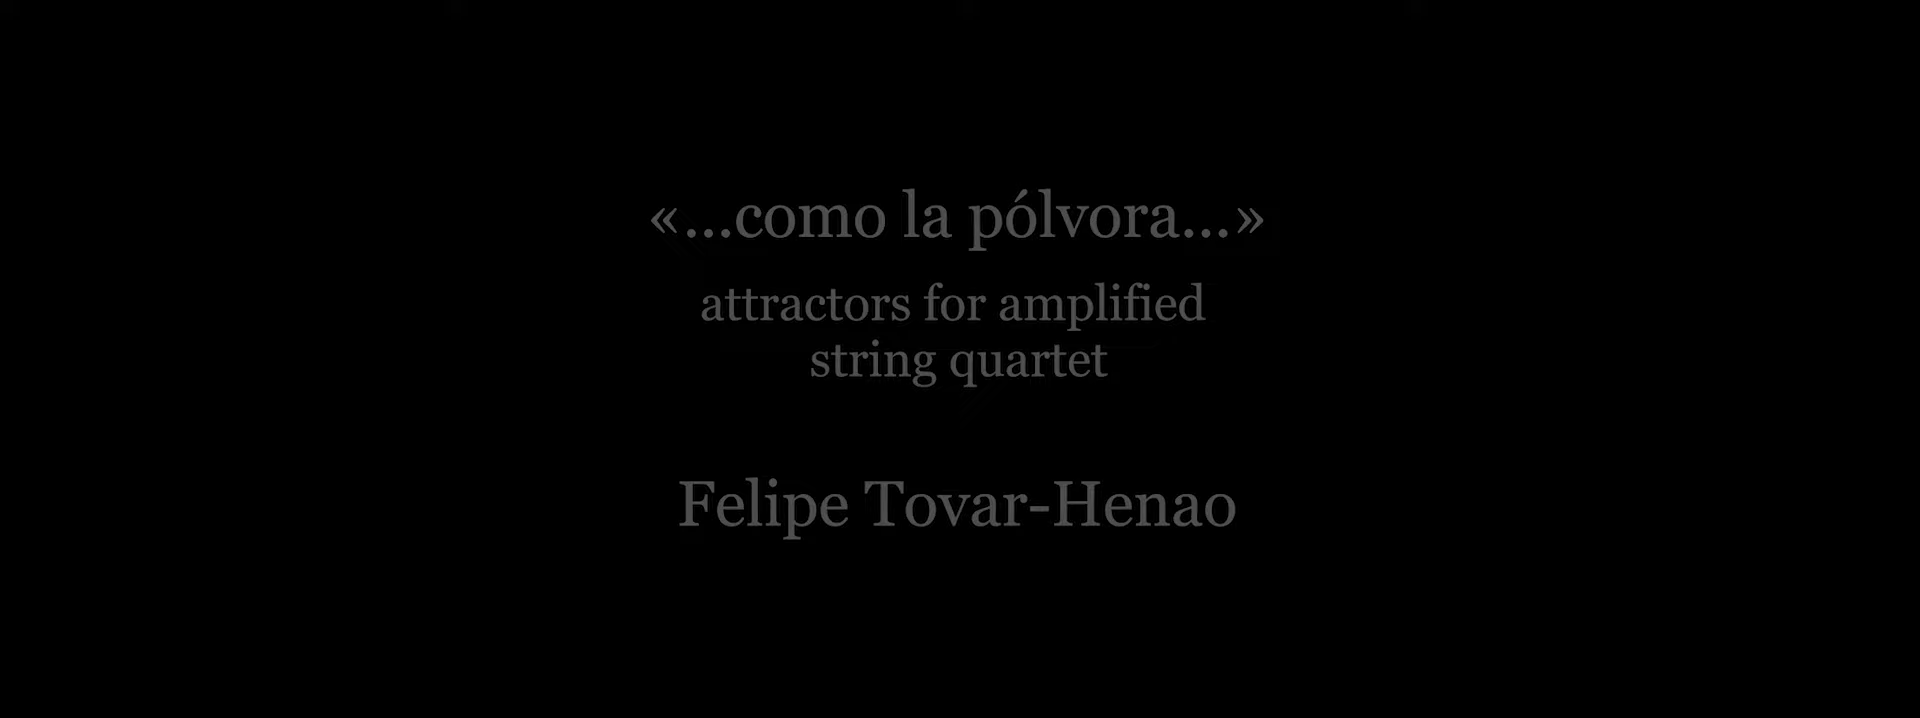 «...como la pólvora...»
attractors for amplified
string quartet
Felipe Tovar-Henao